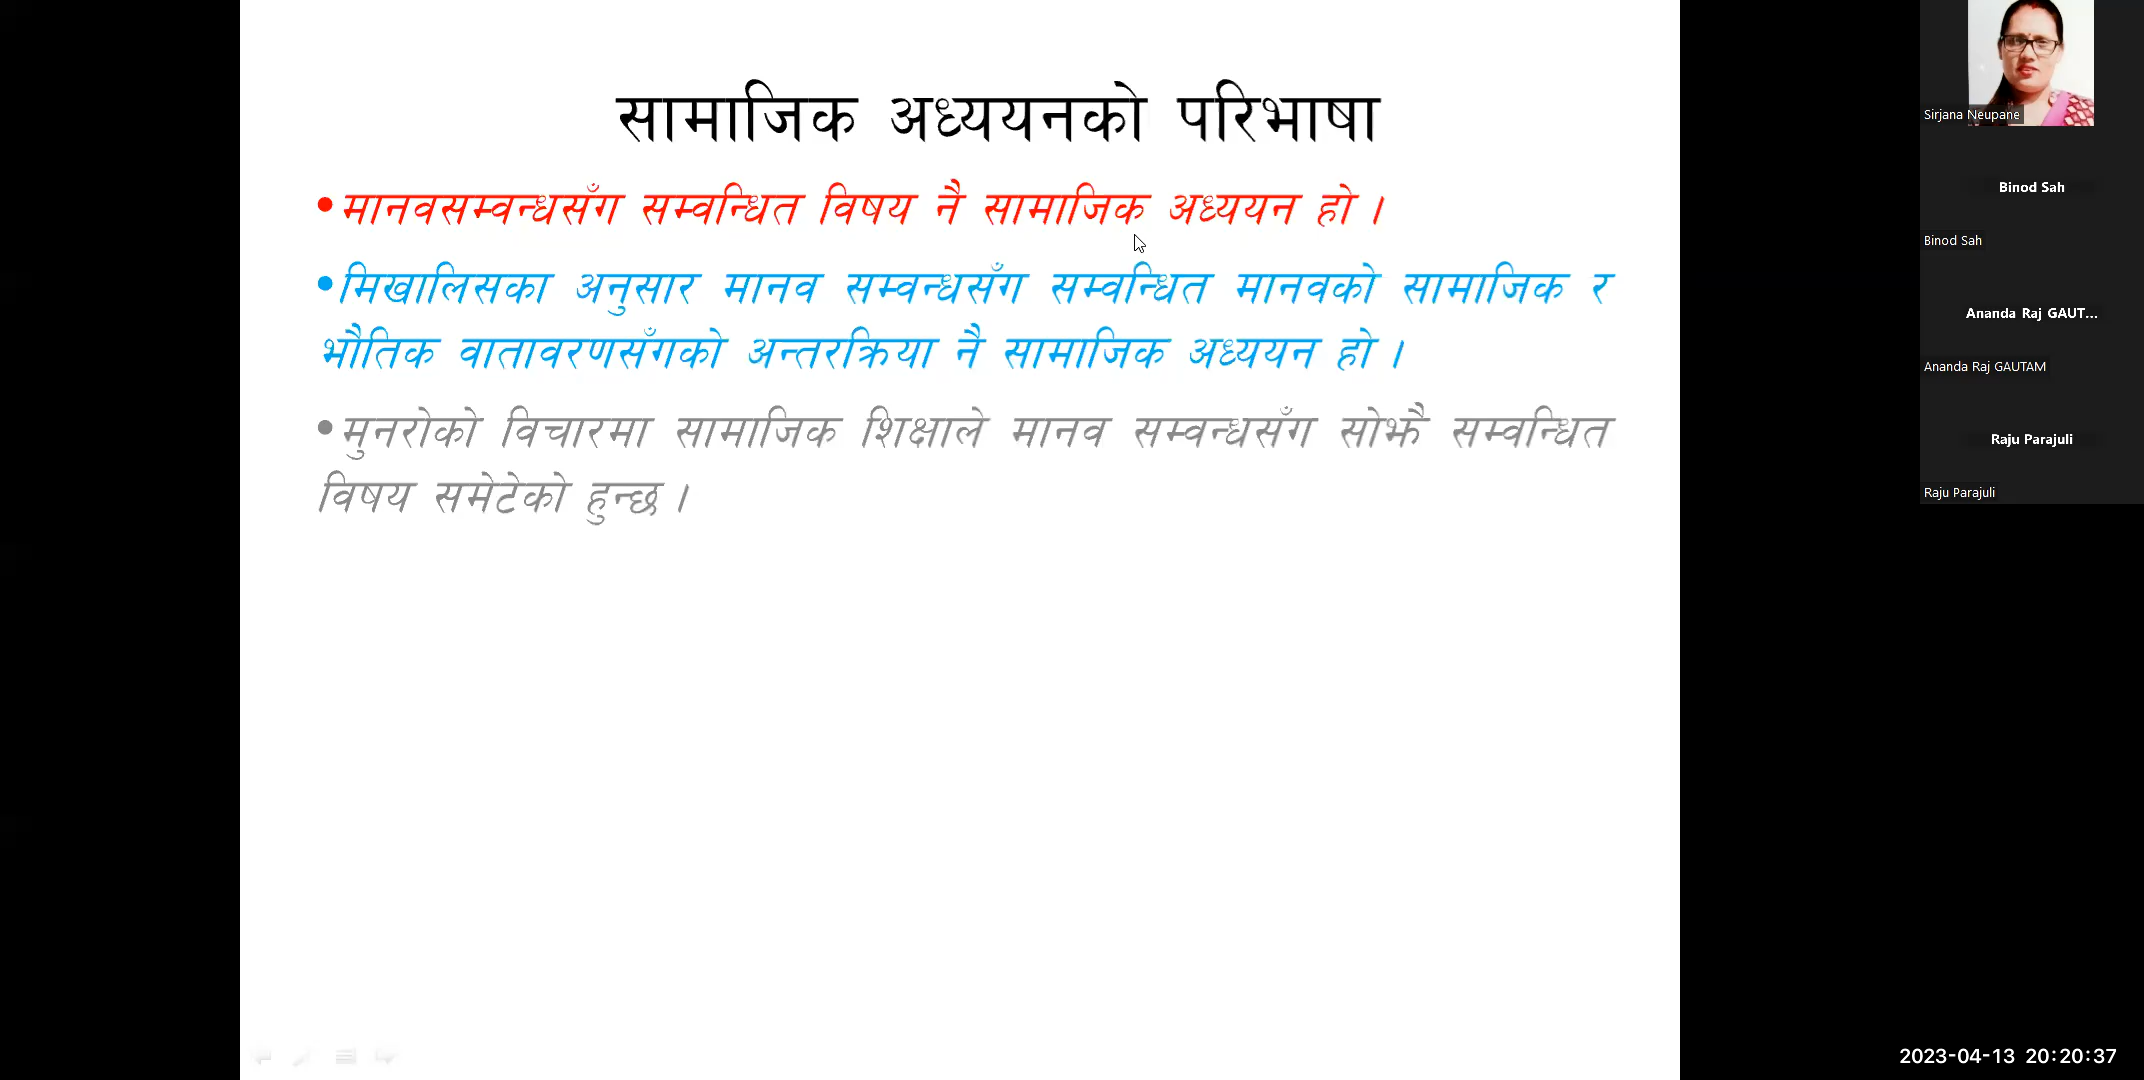 सामाजिक अध्ययनको परिभाषा
•मानवसम्वन्धसँग सम्वन्धित विषय नै सामाजिक अध्ययन हो ।
•मिखालिसका अनुसार मानव सम्वन्धसँग सम्वन्धित मानवको सामाजिक र
भौतिक वातावरणसँगको अन्तरक्रिया नै सामाजिक अध्ययन हो ।
•मुनरोको विचारमा सामाजिक शिक्षाले मानव सम्वन्धसँग सोझै सम्वन्धित
विषय समेटेको हुन्छ ।
Sirjana Neupane
Binod Sah
Binod Sah
Ananda Raj GAUT...
Ananda Raj GAUTAM
Raju Parajuli
Raju Parajuli
2023-04-13 20:20:37